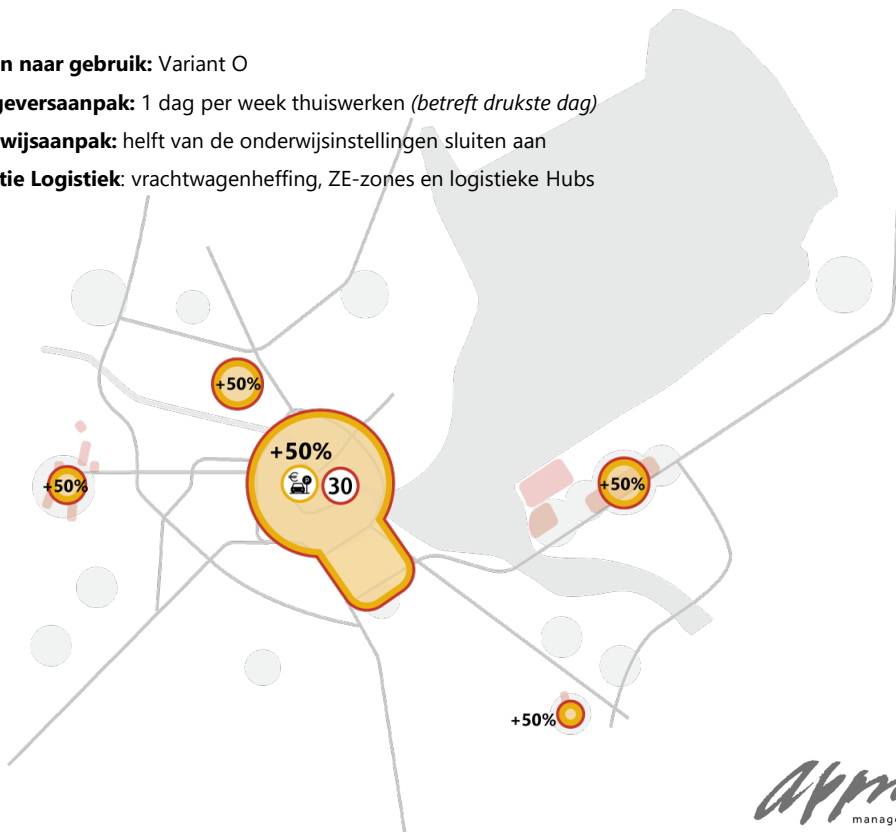 n naar gebruik: Variant O
geversaanpak: 1 dag per week thuiswerken (betreft drukste dag)
wijsaanpak: helft van de onderwijsinstellingen sluiten aan
tie Logistiek: vrachtwagenheffing, ZE-zones en logistieke Hubs
+50%
+50%
€ P 30
+50%
+50%
+50%
manag